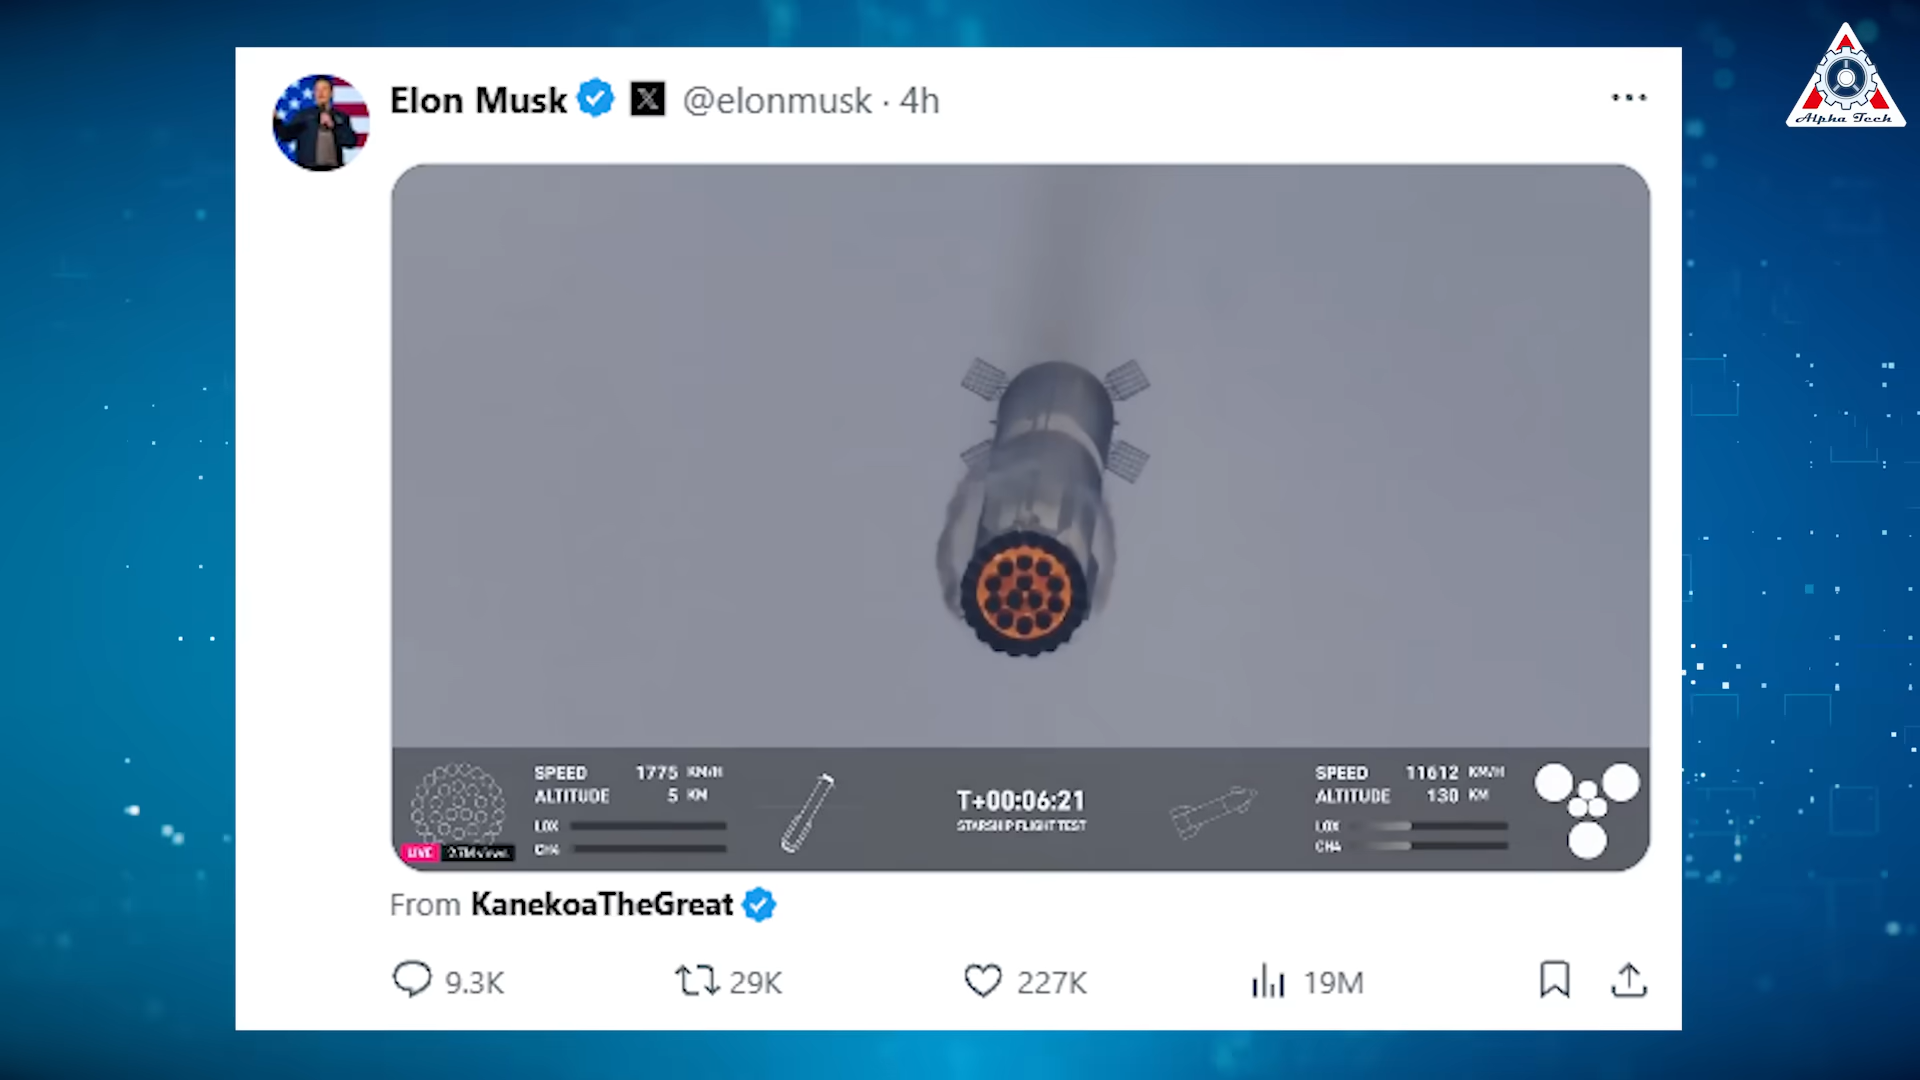 Elon Musk @elonmusk · 4h
Alpha Tech
SPEED 1775 KM/H
ALTITUDE 5 KM
LOX
CH4
LIVE
T+00:06:21
STARSHIP FLIGHT TEST
SPEED 11612 KM/H
ALTITUDE 130 KM
LOX
CH4
From KanekoaTheGreat
9.3K 29K 227K 19M